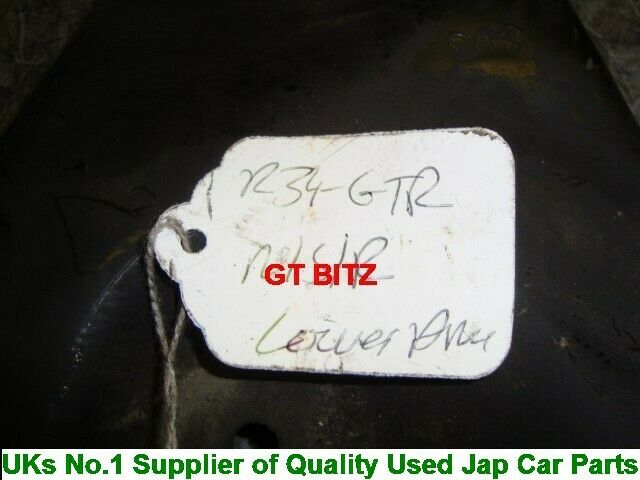 R34-GTR
N/S/R
GT BITZ
Lower Arm
UKs No.1 Supplier of Quality Used Jap Car Parts